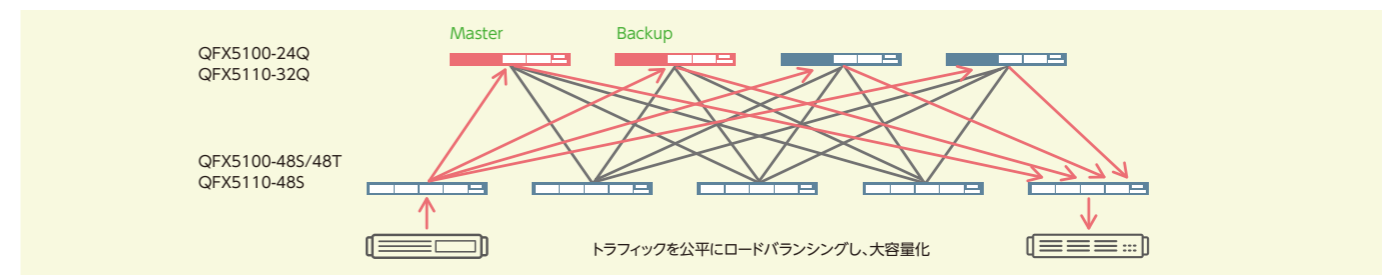 Master
Backup
QFX5100-24Q
QFX5110-32Q
QFX5100-48S/48T
QFX5110-48S
トラフィックを公平にロードバランシングし、大容量化